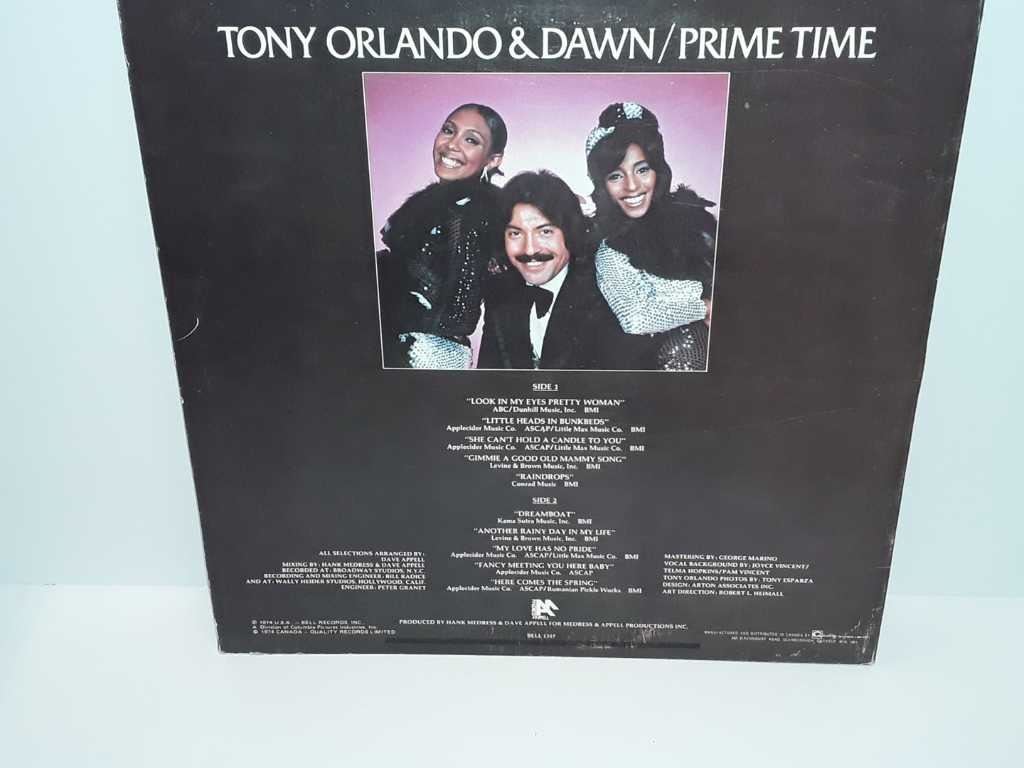 TONY ORLANDO & DAWN/PRIME TIME
SIDE 1
"LOOK IN MY EYES PRETTY WOMAN"
ABC/Dunhill Music, Inc. BMI
"LITTLE HEADS IN BUNKBEDS"
Applecider Music Co. ASCAP/Little Max Music Co. BMI
"SHE CAN'T HOLD A CANDLE TO YOU"
Applecider Music Co. ASCAP/Little Max Music Co. BMI
"GIMMIE A GOOD OLD MAMMY SONG"
Levine & Brown Music, Inc. BMI
"RAINDROPS"
Conrad Music BMI
SIDE 2
"DREAMBOAT"
Kama Sutra Music, Inc. BMI
"ANOTHER RAINY DAY IN MY LIFE"
Levine & Brown Music, Inc. BMI
"MY LOVE HAS NO PRIDE"
Applecider Music Co. ASCAP/Little Max Music Co. BMI
"FANCY MEETING YOU HERE BABY"
Applecider Music Co. ASCAP
"HERE COMES THE SPRING"
Applecider Music Co. ASCAP/Rumanian Pickle Works BMI
ALL SELECTIONS ARRANGED BY:
DAVE APPELL
MIXING BY: HANK MEDRESS & DAVE APPELL
RECORDED AT: BROADWAY STUDIOS, N.Y.C.
RECORDING AND MIXING ENGINEER: BILL RADICE
AND AT: WALLY HEIDER STUDIOS, HOLLYWOOD, CALIF.
ENGINEER: PETER GRANET
MASTERING BY: GEORGE MARINO
VOCAL BACKGROUND BY: JOYCE VINCENT/
TELMA HOPKINS/PAM VINCENT
TONY ORLANDO PHOTOS BY: TONY ESPARZA
DESIGN: ARTON ASSOCIATES INC.
ART DIRECTION: ROBERT L. HEIMALL
© 1974 U.S.A. - BELL RECORDS, INC.,
A Division of Columbia Pictures Industries, Inc.
℗ 1974 CANADA - QUALITY RECORDS LIMITED
PRODUCED BY HANK MEDRESS & DAVE APPELL FOR MEDRESS & APPELL PRODUCTIONS INC.
BELL 1317
MANUFACTURED AND DISTRIBUTED IN CANADA BY